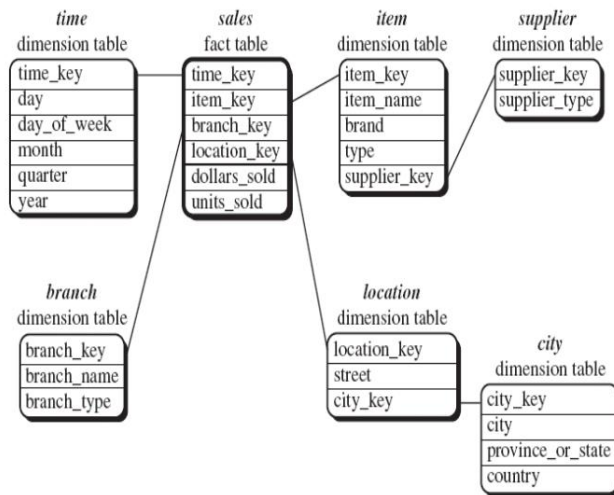 time
dimension table
time_key
day
day_of_week
month
quarter
year
sales
fact table
time_key
item_key
branch_key
location_key
dollars_sold
units_sold
item
dimension table
item_key
item_name
brand
type
supplier_key
supplier
dimension table
supplier_key
supplier_type
branch
dimension table
branch_key
branch_name
branch_type
location
dimension table
location_key
street
city_key
city
dimension table
city_key
city
province_or_state
country